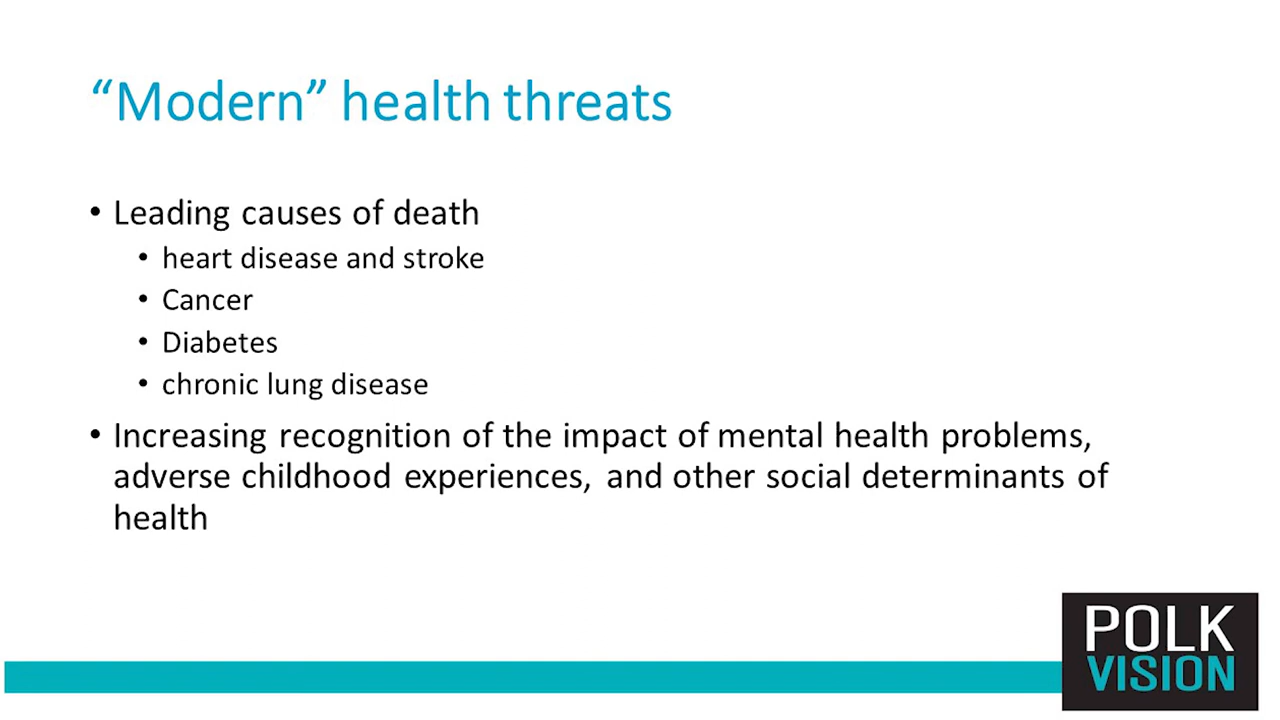 “Modern” health threats
• Leading causes of death
• heart disease and stroke
• Cancer
• Diabetes
• chronic lung disease
• Increasing recognition of the impact of mental health problems,
adverse childhood experiences, and other social determinants of
health
POLK
VISION